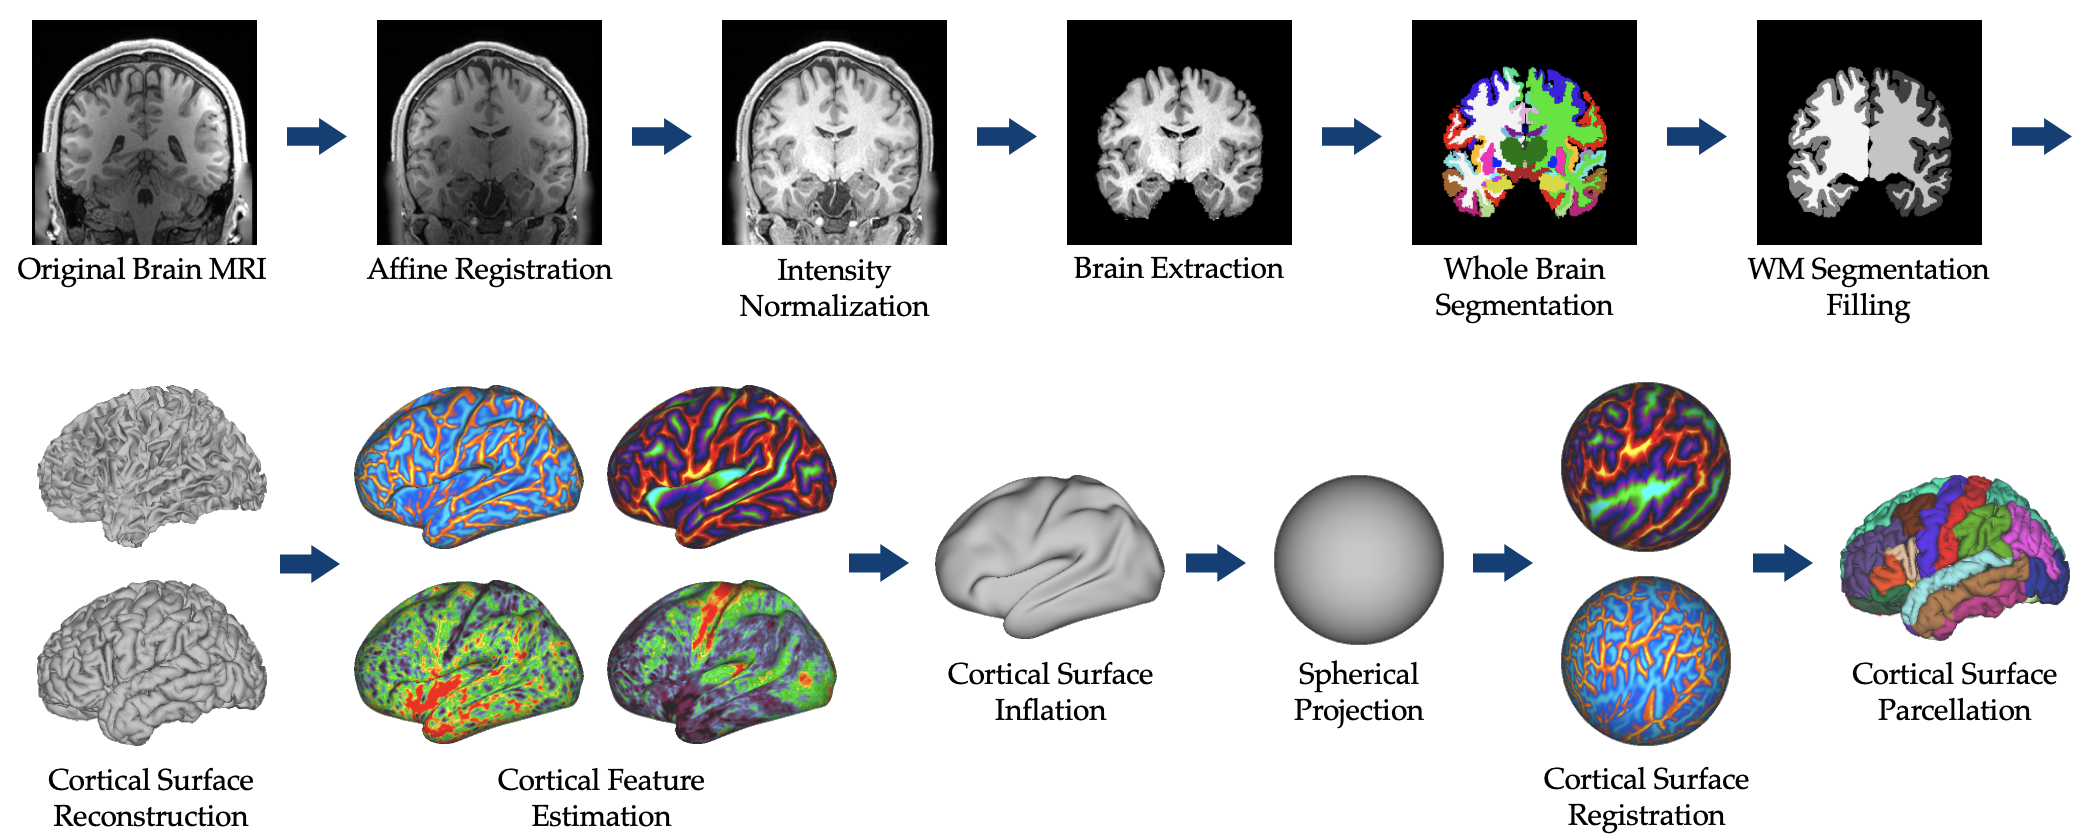 Original Brain MRI
Affine Registration
Intensity
Normalization
Brain Extraction
Whole Brain
Segmentation
WM Segmentation
Filling
Cortical Surface
Reconstruction
Cortical Feature
Estimation
Cortical Surface
Inflation
Spherical
Projection
Cortical Surface
Registration
Cortical Surface
Parcellation